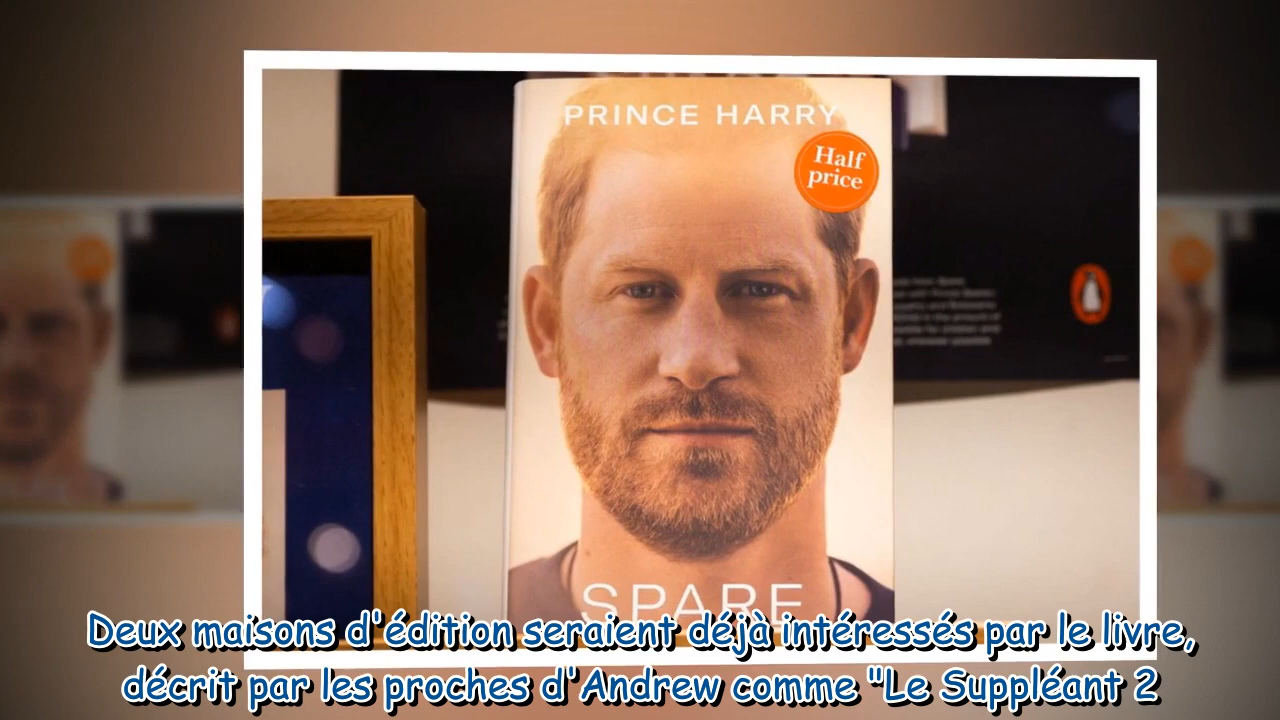 PRINCE HARRY
Half
price
SPARE
Deux maisons d'édition seraient déjà intéressés par le livre,
décrit par les proches d'Andrew comme "Le Suppléant 2